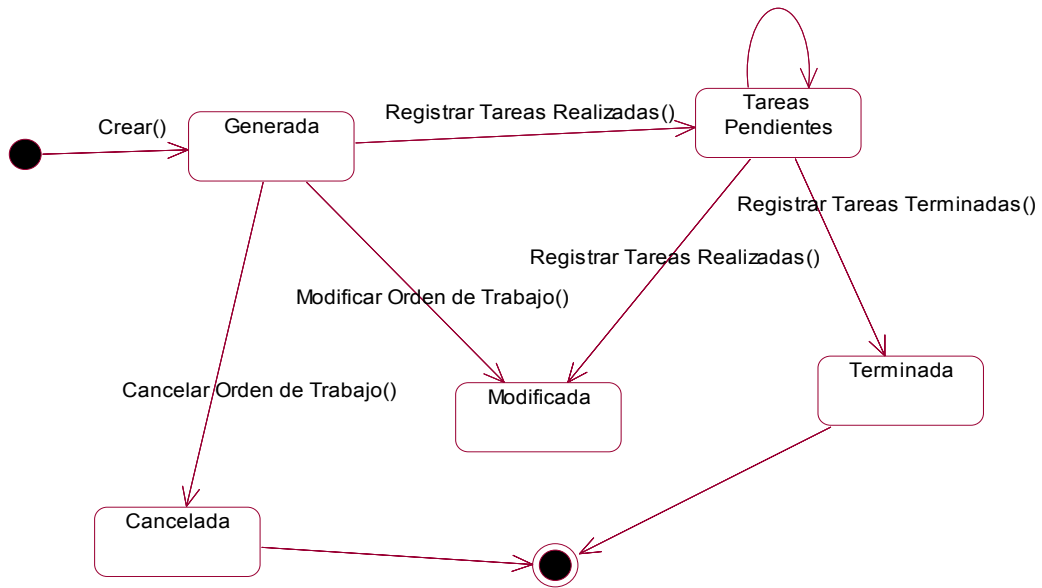 Tareas
Pendientes
Registrar Tareas Realizadas()
Generada
Crear()
Registrar Tareas Terminadas()
Registrar Tareas Realizadas()
Modificar Orden de Trabajo()
Terminada
Cancelar Orden de Trabajo()
Modificada
Cancelada